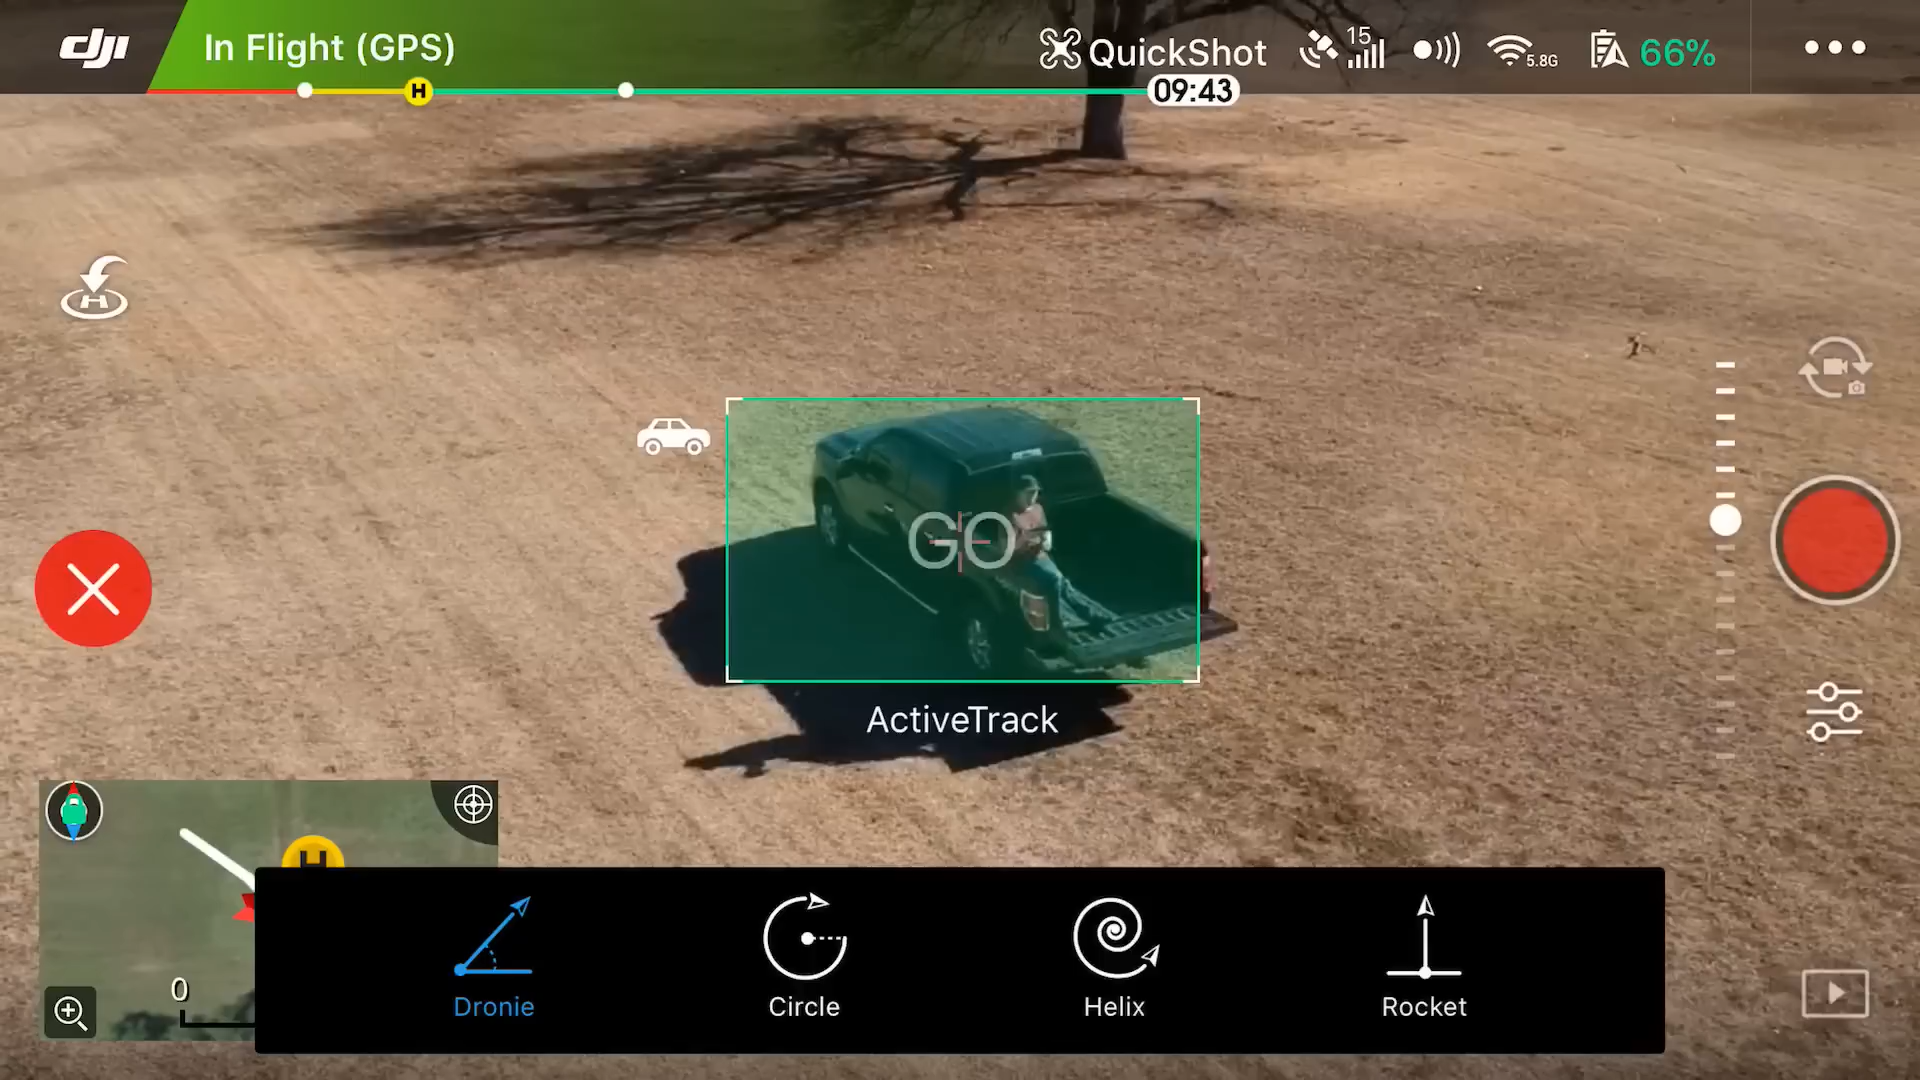 dji
In Flight (GPS)
QuickShot
15
5.8G
66%
H
09:43
H
GO
ActiveTrack
H
0
Dronie
Circle
Helix
Rocket